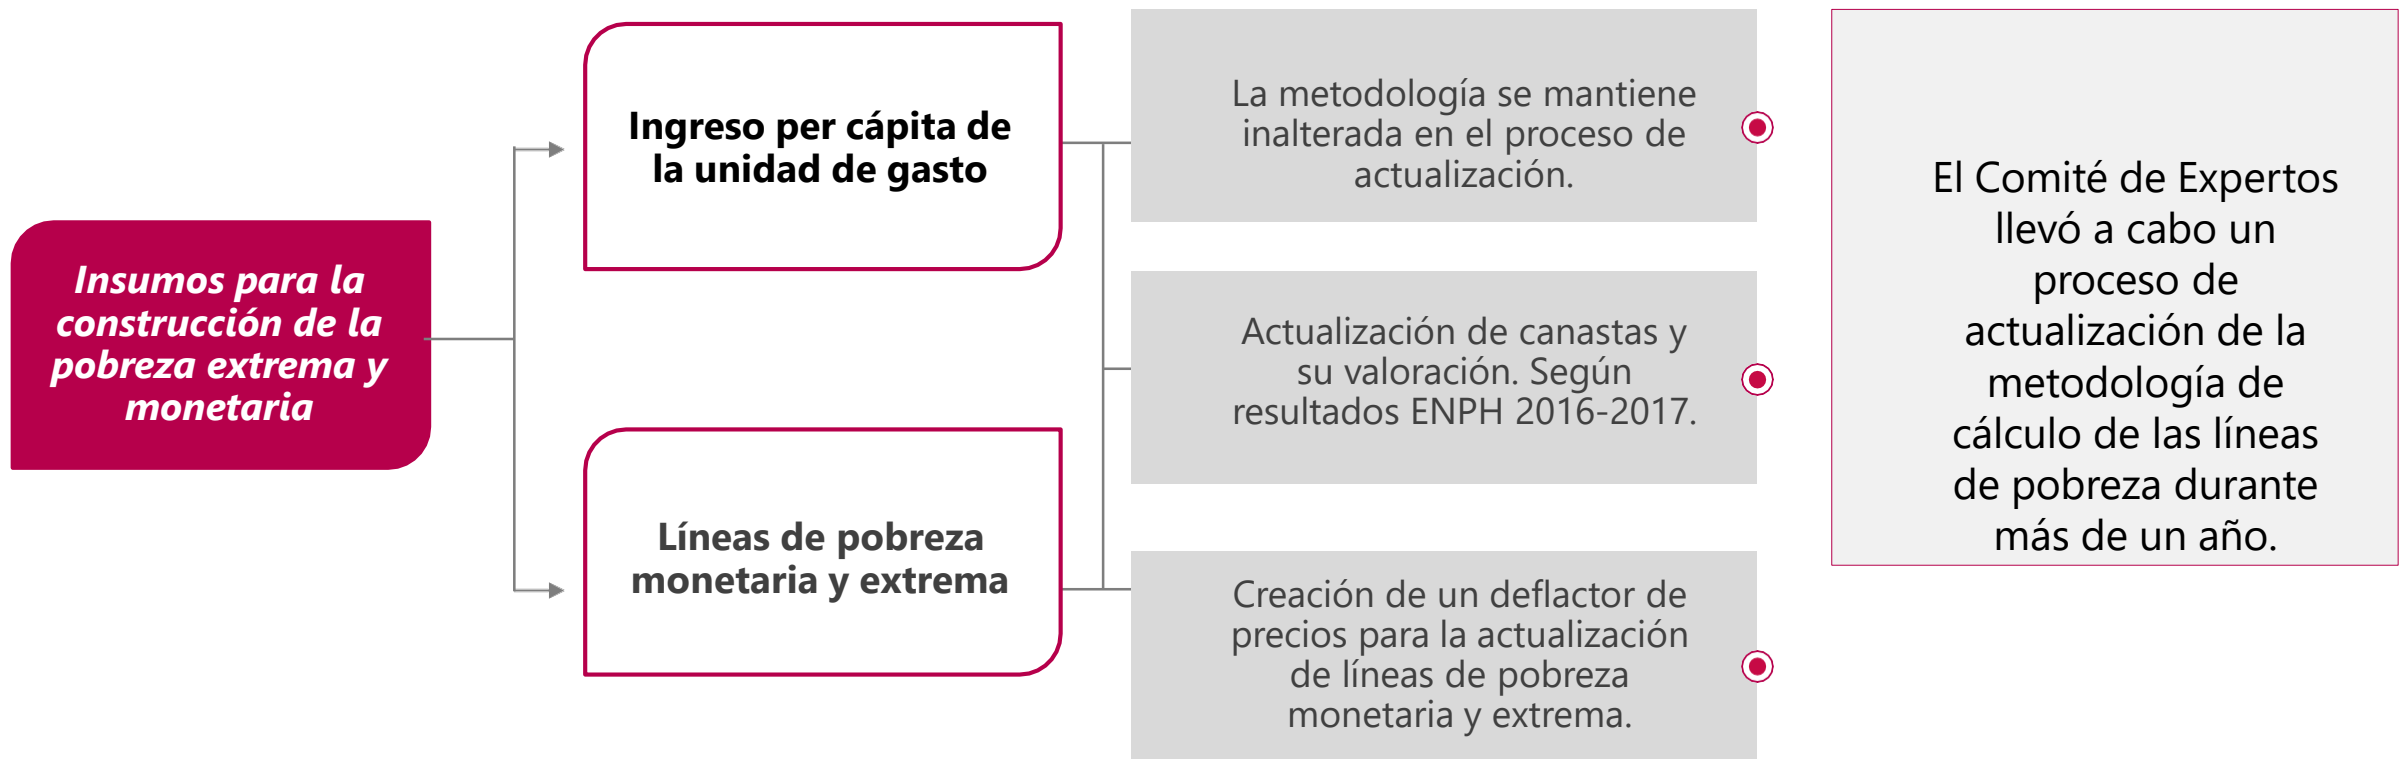 Insumos para la
construcción de la
pobreza extrema y
monetaria
Ingreso per cápita de
la unidad de gasto
Líneas de pobreza
monetaria y extrema
La metodología se mantiene
inalterada en el proceso de
actualización.
Actualización de canastas y
su valoración. Según
resultados ENPH 2016-2017.
Creación de un deflactor de
precios para la actualización
de líneas de pobreza
monetaria y extrema.
El Comité de Expertos
llevó a cabo un
proceso de
actualización de la
metodología de
cálculo de las líneas
de pobreza durante
más de un año.